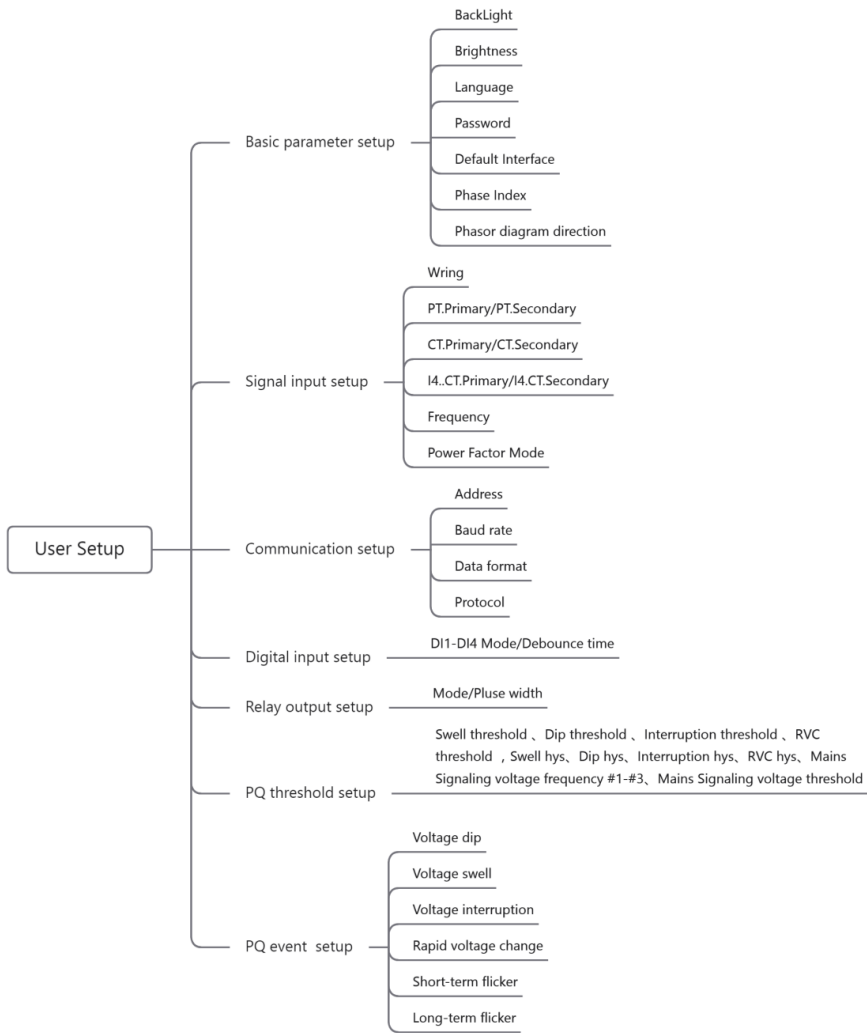 User Setup
Basic parameter setup
BackLight
Brightness
Language
Password
Default Interface
Phase Index
Phasor diagram direction
Signal input setup
Wring
PT.Primary/PT.Secondary
CT.Primary/CT.Secondary
I4..CT.Primary/I4.CT.Secondary
Frequency
Power Factor Mode
Communication setup
Address
Baud rate
Data format
Protocol
Digital input setup
DI1-DI4 Mode/Debounce time
Relay output setup
Mode/Pluse width
PQ threshold setup
Swell threshold 、Dip threshold 、Interruption threshold 、RVC
threshold ，Swell hys、Dip hys、Interruption hys、RVC hys、Mains
Signaling voltage frequency #1-#3、Mains Signaling voltage threshold
PQ event setup
Voltage dip
Voltage swell
Voltage interruption
Rapid voltage change
Short-term flicker
Long-term flicker